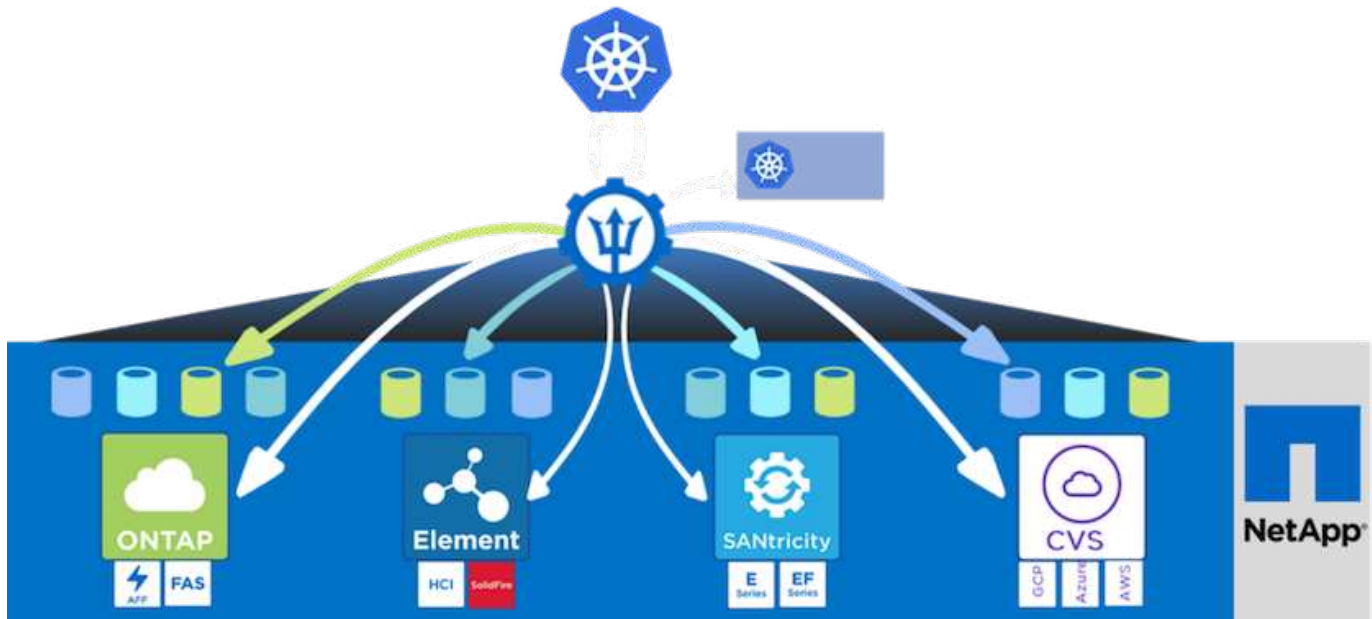 ONTAP
AFF
FAS
Element
HCI
SolidFire
SANtricity
E
Series
EF
Series
CVS
GCP
Azure
AWS
NetApp®